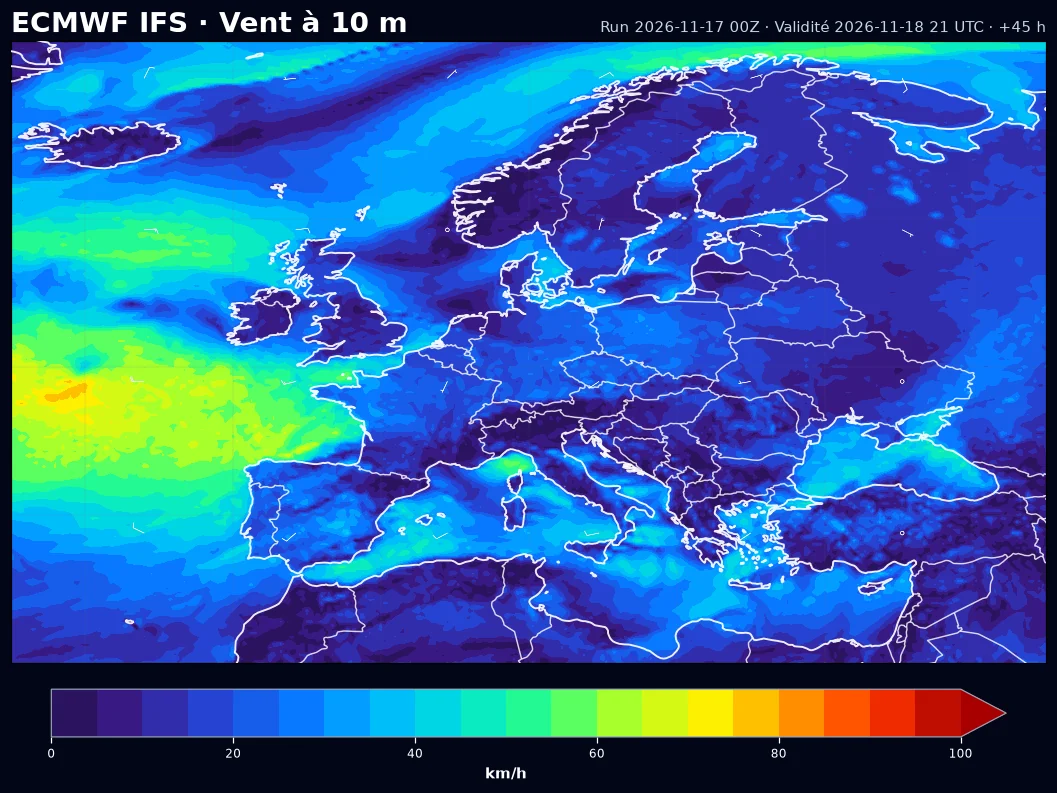 ECMWF IFS · Vent à 10 m
Run 2026-11-17 00Z · Validité 2026-11-18 21 UTC · +45 h
0 20 40 60 80 100
km/h